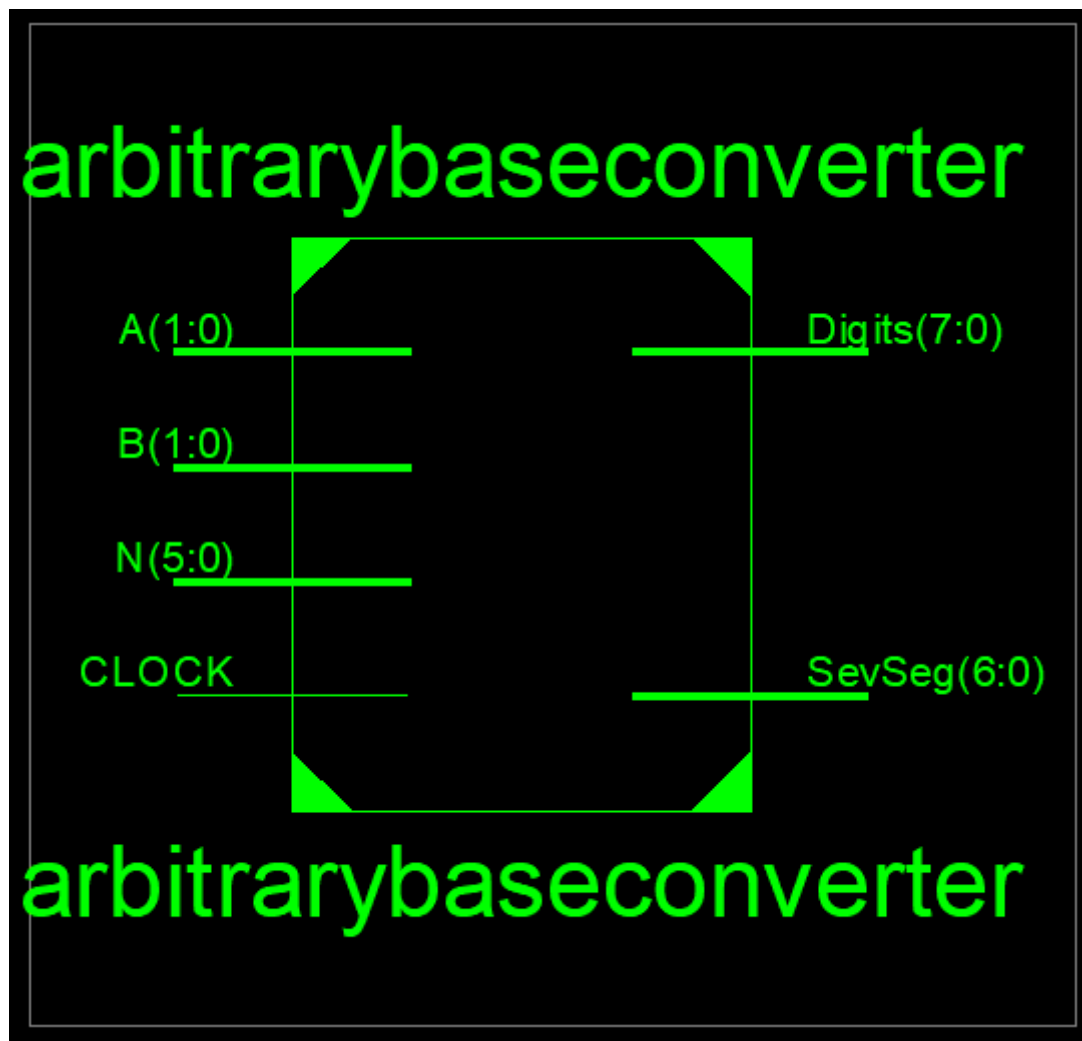 arbitrarybaseconverter
A(1:0)
Digits(7:0)
B(1:0)
N(5:0)
CLOCK
SevSeg(6:0)
arbitrarybaseconverter